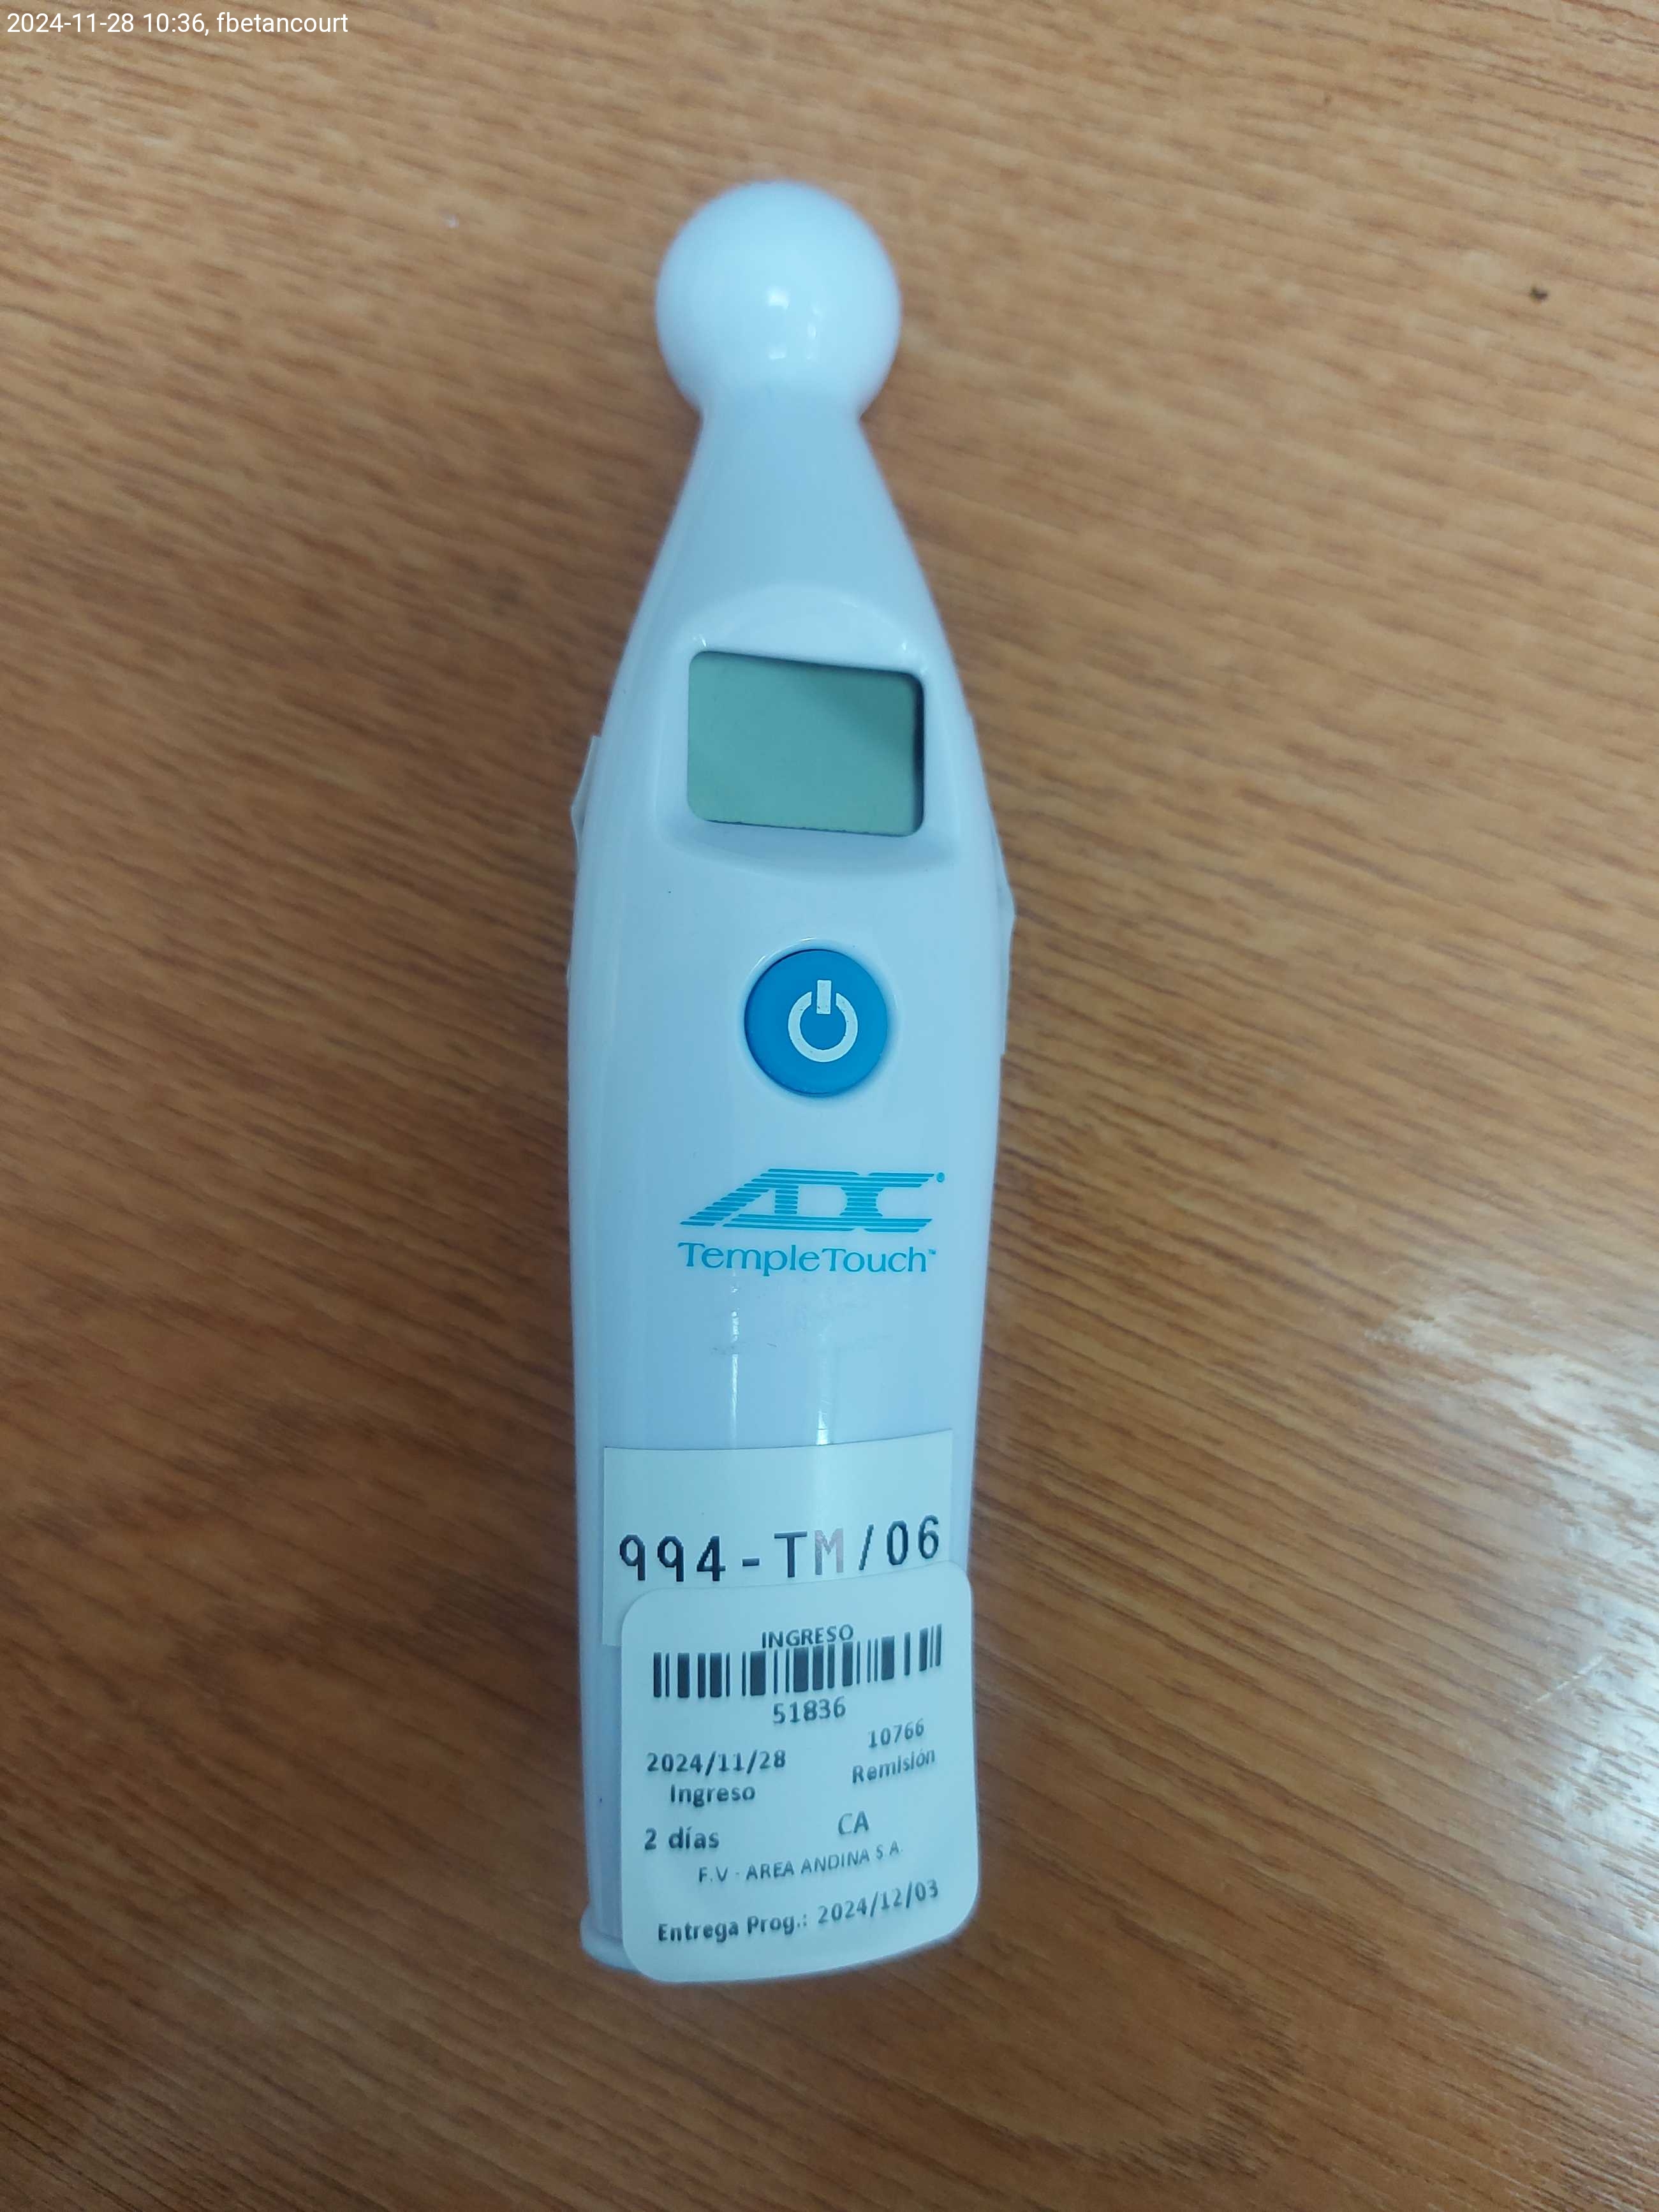 2024-11-28 10:36, fbetancourt
ADC®
TempleTouch™
994-TM/06
INGRESO
51836
10766
2024/11/28
Remisión
Ingreso
CA
2 días
F.V - AREA ANDINA S.A.
Entrega Prog.: 2024/12/03